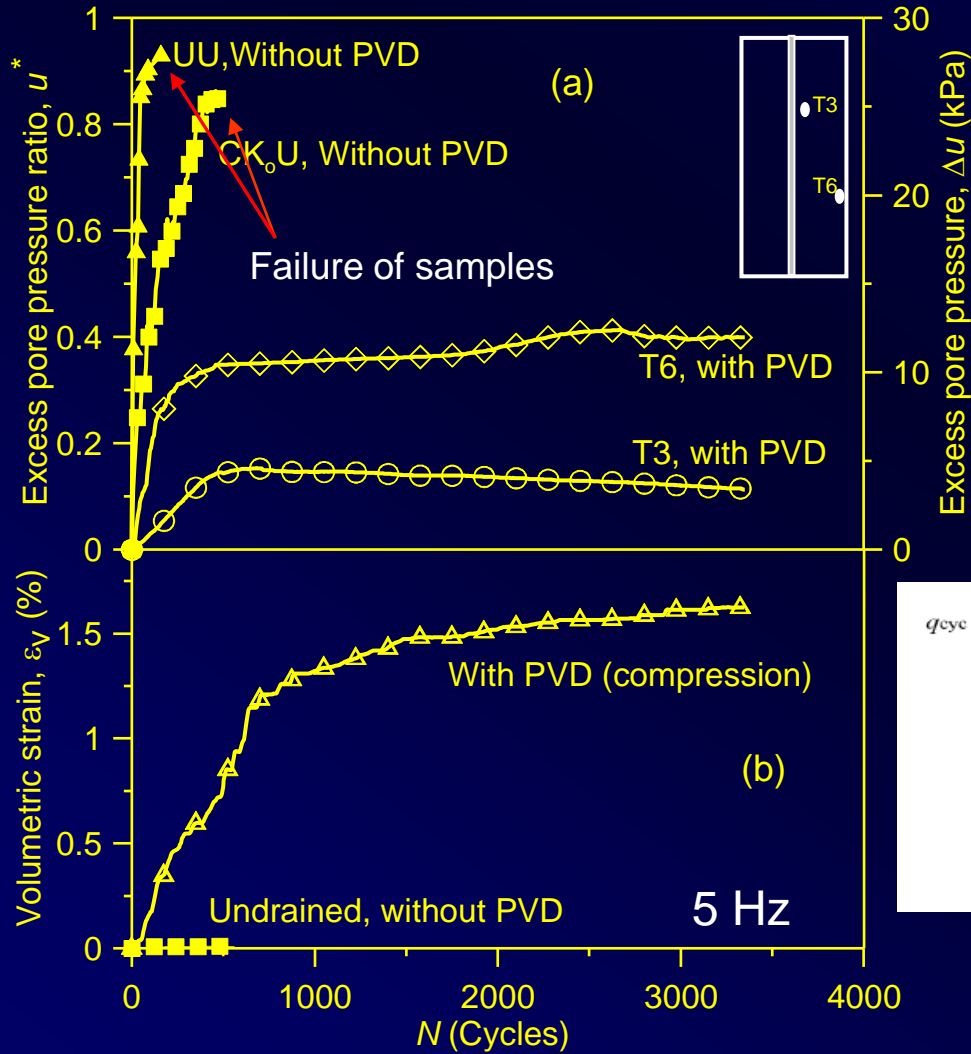 1
30
UU,Without PVD
(a)
T3
0.8
CKoU, Without PVD
T6
20
0.6
Failure of samples
0.4
T6, with PVD
10
0.2
T3, with PVD
0
0
Excess pore pressure ratio, u*
Excess pore pressure, Δu (kPa)
1.5
qcyc
With PVD (compression)
1
(b)
0.5
Undrained, without PVD
5 Hz
0
Volumetric strain, εv (%)
0
1000
2000
3000
4000
N (Cycles)